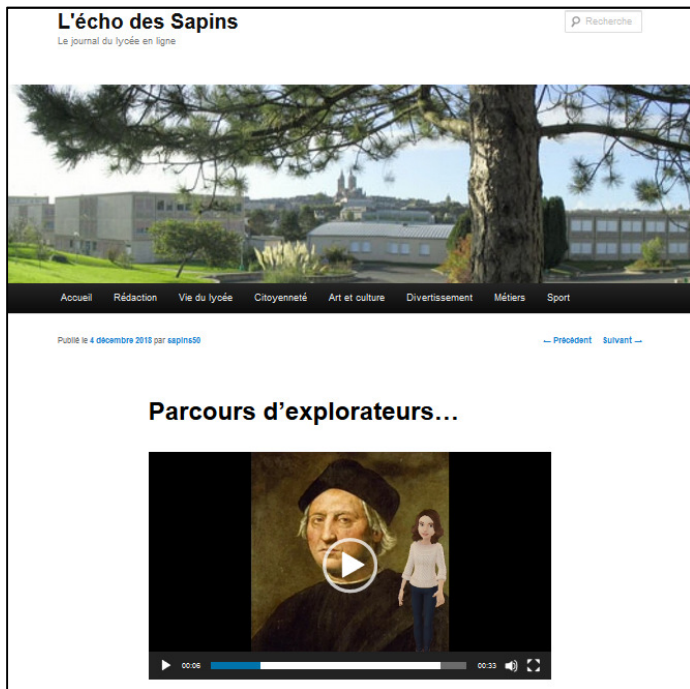 L'écho des Sapins
Le journal du lycée en ligne
Recherche
Accueil Rédaction Vie du lycée Citoyenneté Art et culture Divertissement Métiers Sport
Publié le 4 décembre 2018 par sapins50
← Précédent Suivant →
Parcours d'explorateurs…
00:06 00:33